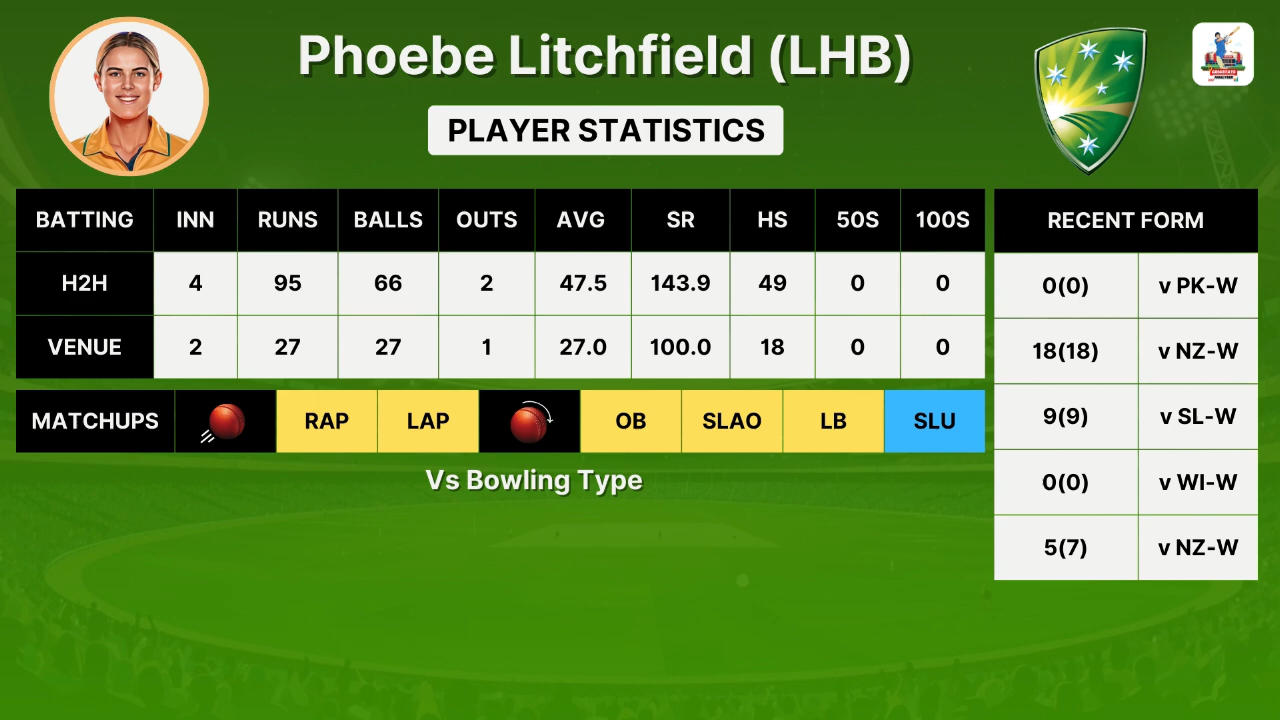 Phoebe Litchfield (LHB)
PLAYER STATISTICS
BATTING INN RUNS BALLS OUTS AVG SR HS 50S 100S
H2H 4 95 66 2 47.5 143.9 49 0 0
VENUE 2 27 27 1 27.0 100.0 18 0 0
MATCHUPS RAP LAP OB SLAO LB SLU
Vs Bowling Type
RECENT FORM
0(0) v PK-W
18(18) v NZ-W
9(9) v SL-W
0(0) v WI-W
5(7) v NZ-W